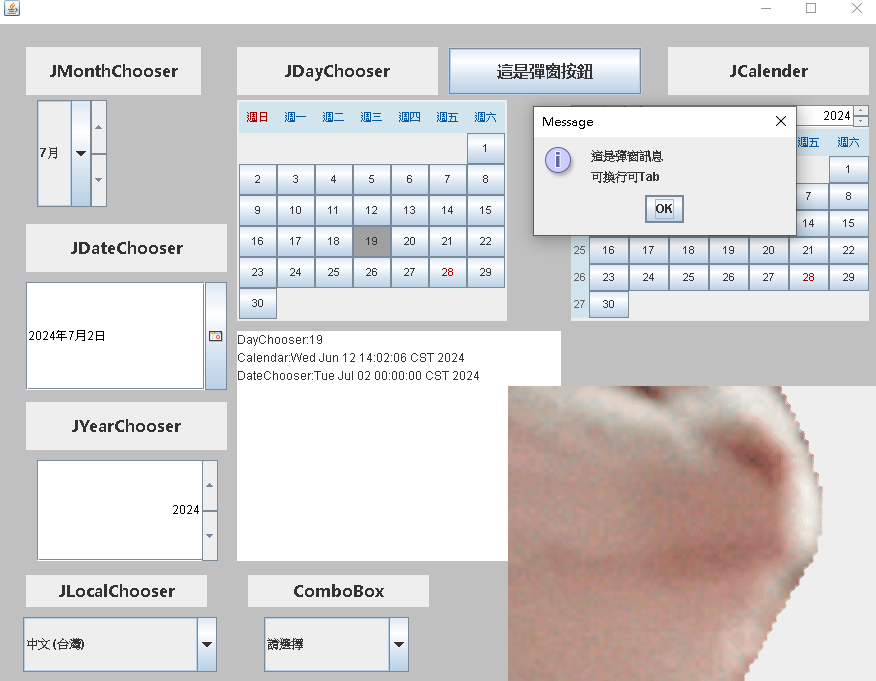 JMonthChooser
JDayChooser
這是彈窗按鈕
JCalender
7月
週日 週一 週二 週三 週四 週五 週六
1
2 3 4 5 6 7 8
9 10 11 12 13 14 15
16 17 18 19 20 21 22
23 24 25 26 27 28 29
30
Message
這是彈窗訊息
可換行可Tab
OK
2024
週五 週六
1
7 8
14 15
25 16 17 18 19 20 21 22
26 23 24 25 26 27 28 29
27 30
JDateChooser
2024年7月2日
DayChooser:19
Calendar:Wed Jun 12 14:02:06 CST 2024
DateChooser:Tue Jul 02 00:00:00 CST 2024
JYearChooser
2024
JLocalChooser
ComboBox
中文 (台灣)
請選擇